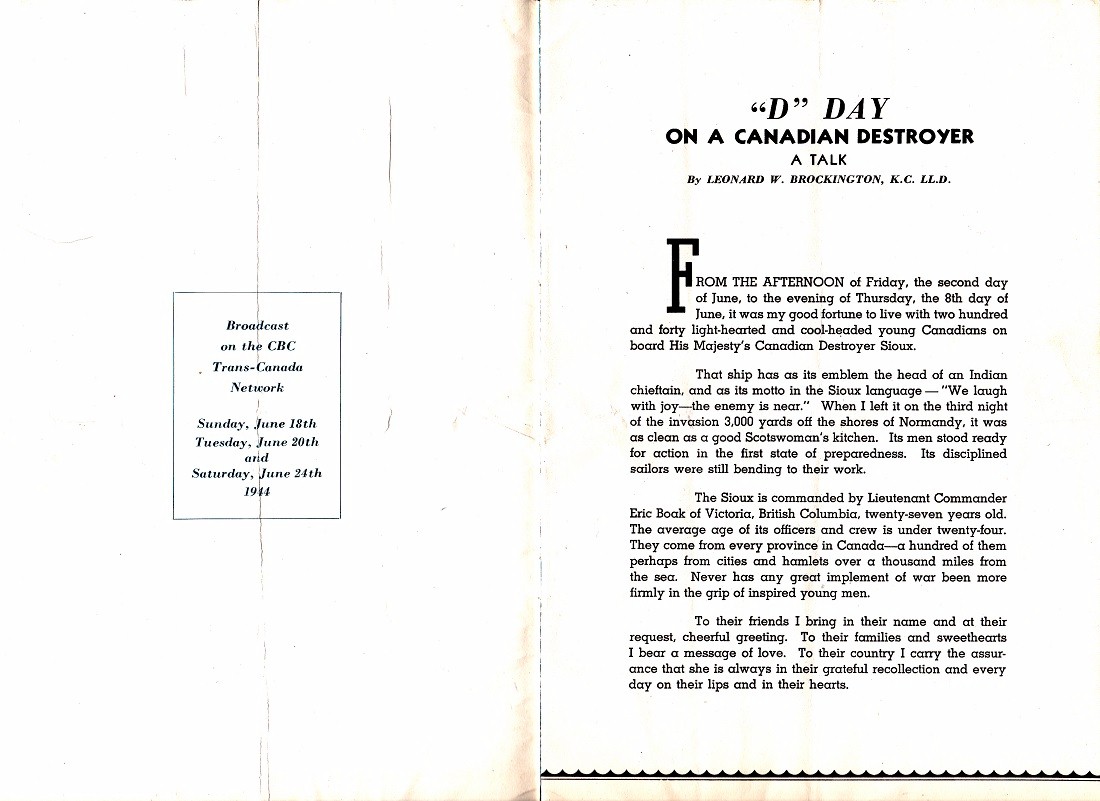 Broadcast
on the CBC
Trans-Canada
Network
Sunday, June 18th
Tuesday, June 20th
and
Saturday, June 24th
1944
“D” DAY
ON A CANADIAN DESTROYER
A TALK
By LEONARD W. BROCKINGTON, K.C. LL.D.
FROM THE AFTERNOON of Friday, the second day
of June, to the evening of Thursday, the 8th day of
June, it was my good fortune to live with two hundred
and forty light-hearted and cool-headed young Canadians on
board His Majesty's Canadian Destroyer Sioux.
That ship has as its emblem the head of an Indian
chieftain, and as its motto in the Sioux language — "We laugh
with joy—the enemy is near." When I left it on the third night
of the invasion 3,000 yards off the shores of Normandy, it was
as clean as a good Scotswoman's kitchen. Its men stood ready
for action in the first state of preparedness. Its disciplined
sailors were still bending to their work.
The Sioux is commanded by Lieutenant Commander
Eric Boak of Victoria, British Columbia, twenty-seven years old.
The average age of its officers and crew is under twenty-four.
They come from every province in Canada—a hundred of them
perhaps from cities and hamlets over a thousand miles from
the sea. Never has any great implement of war been more
firmly in the grip of inspired young men.
To their friends I bring in their name and at their
request, cheerful greeting. To their families and sweethearts
I bear a message of love. To their country I carry the assur-
ance that she is always in their grateful recollection and every
day on their lips and in their hearts.